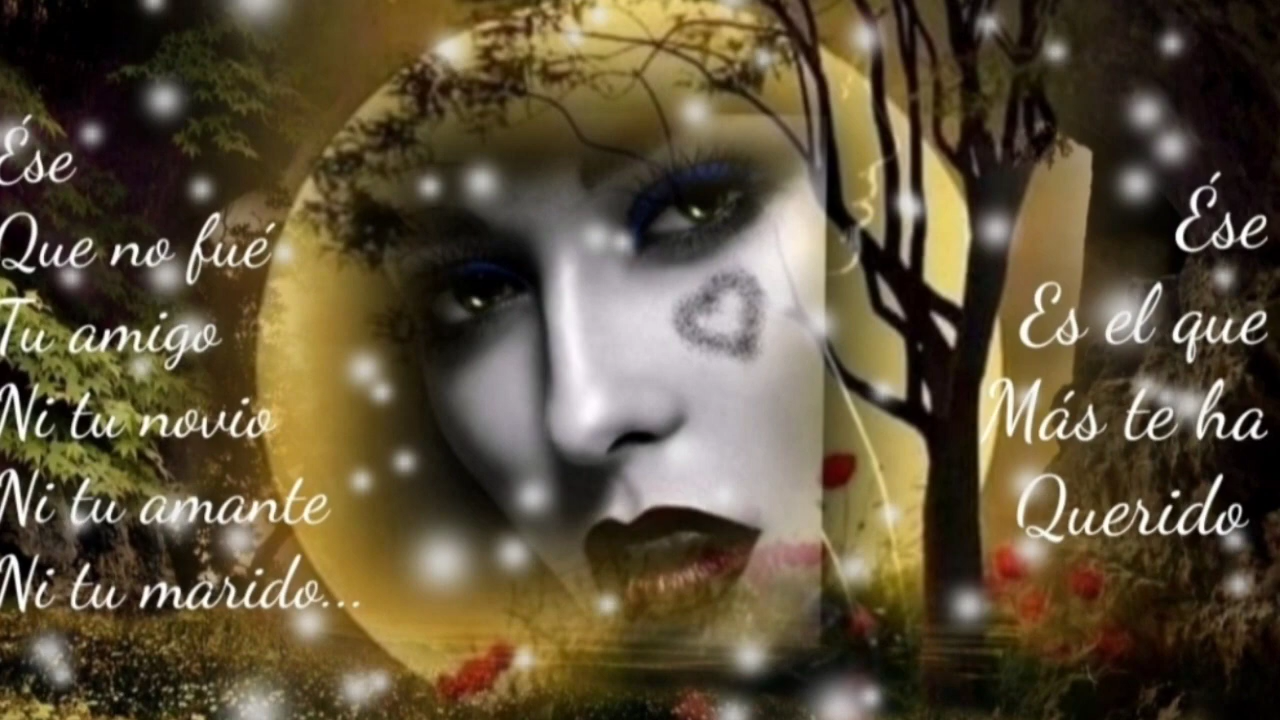 Ése
Que no fué
Tu amigo
Ni tu novio
Ni tu amante
Ni tu marido...
Ése
Es el que
Más te ha
Querido